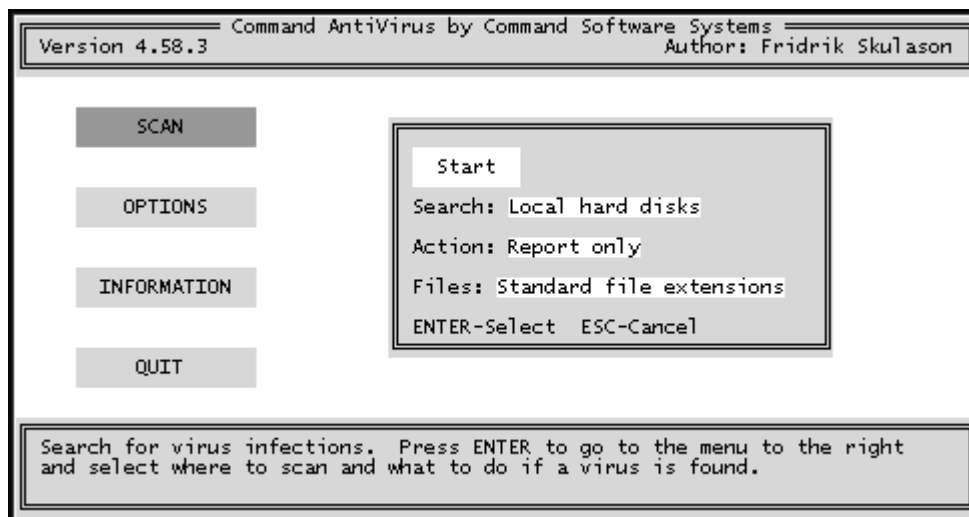 Command AntiVirus by Command Software Systems
Version 4.58.3 Author: Fridrik Skulason
SCAN
OPTIONS
INFORMATION
QUIT
Start
Search: Local hard disks
Action: Report only
Files: Standard file extensions
ENTER-Select ESC-Cancel
Search for virus infections. Press ENTER to go to the menu to the right
and select where to scan and what to do if a virus is found.